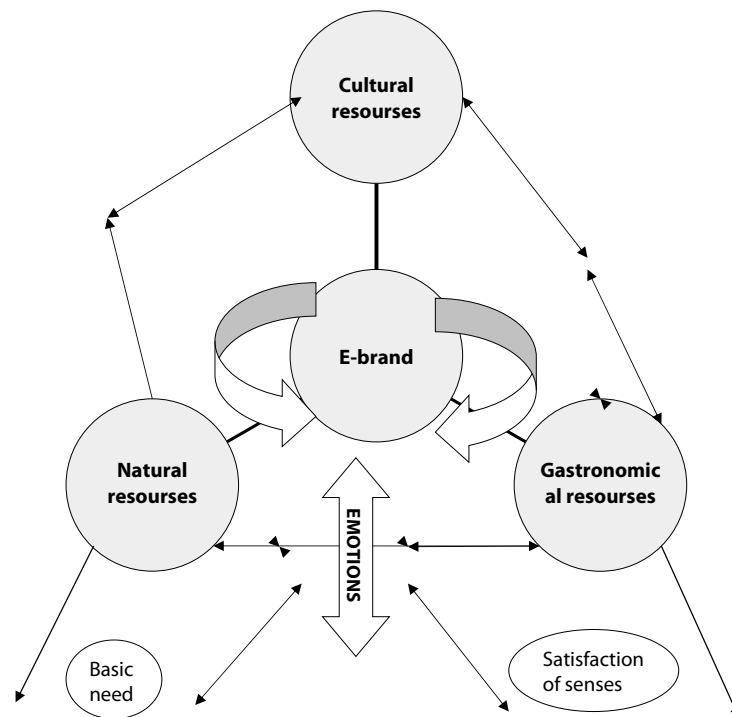 Cultural
resourses
E-brand
Natural
resourses
Gastronomic
al resourses
EMOTIONS
Basic
need
Satisfaction
of senses